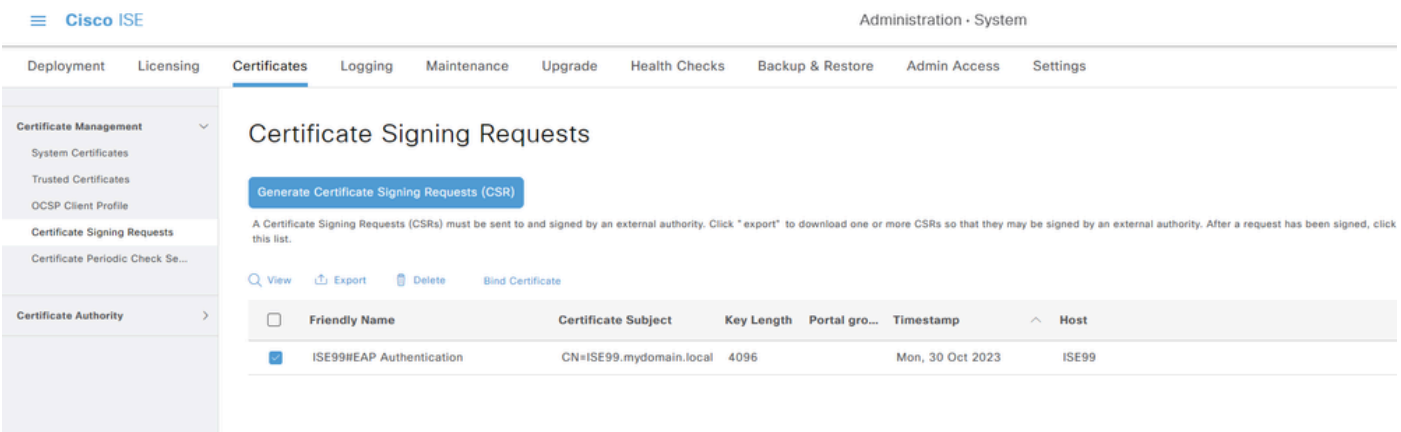 Cisco ISE
Administration · System
Deployment Licensing Certificates Logging Maintenance Upgrade Health Checks Backup & Restore Admin Access Settings
Certificate Management
System Certificates
Trusted Certificates
OCSP Client Profile
Certificate Signing Requests
Certificate Periodic Check Se...
Certificate Authority
Certificate Signing Requests
Generate Certificate Signing Requests (CSR)
A Certificate Signing Requests (CSRs) must be sent to and signed by an external authority. Click "export" to download one or more CSRs so that they may be signed by an external authority. After a request has been signed, click
this list.
View Export Delete Bind Certificate
Friendly Name Certificate Subject Key Length Portal gro... Timestamp Host
ISE99#EAP Authentication CN=ISE99.mydomain.local 4096 Mon, 30 Oct 2023 ISE99